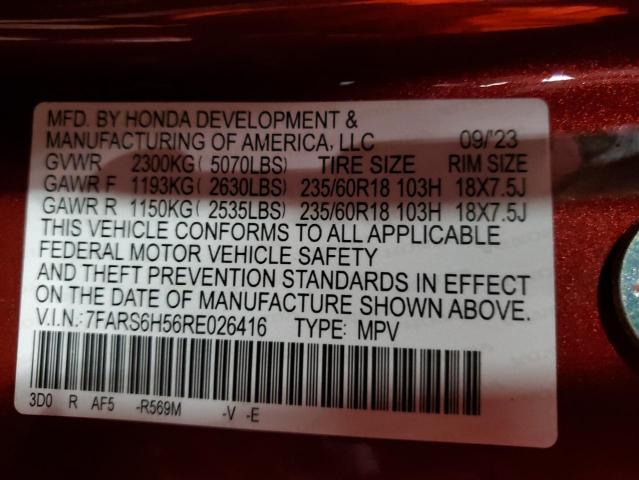 MFD. BY HONDA DEVELOPMENT &
MANUFACTURING OF AMERICA, LLC 09/'23
GVWR 2300KG( 5070LBS) TIRE SIZE RIM SIZE
GAWR F 1193KG( 2630LBS) 235/60R18 103H 18X7.5J
GAWR R 1150KG( 2535LBS) 235/60R18 103H 18X7.5J
THIS VEHICLE CONFORMS TO ALL APPLICABLE
FEDERAL MOTOR VEHICLE SAFETY
AND THEFT PREVENTION STANDARDS IN EFFECT
ON THE DATE OF MANUFACTURE SHOWN ABOVE.
V.I.N.:7FARS6H56RE026416 TYPE: MPV
3D0 R AF5 -R569M -V -E